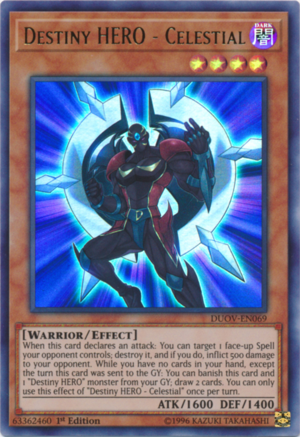 DESTINY HERO - CELESTIAL
DARK
闇
DUOV-EN069
[WARRIOR/EFFECT]
When this card declares an attack: You can target 1 face-up Spell
your opponent controls; destroy it, and if you do, inflict 500 damage
to your opponent. While you have no cards in your hand, except
the turn this card was sent to the GY: You can banish this card and
1 "Destiny HERO" monster from your GY; draw 2 cards. You can only
use this effect of "Destiny HERO - Celestial" once per turn.
ATK/1600 DEF/1400
63362460 1st Edition ©1996 KAZUKI TAKAHASHI